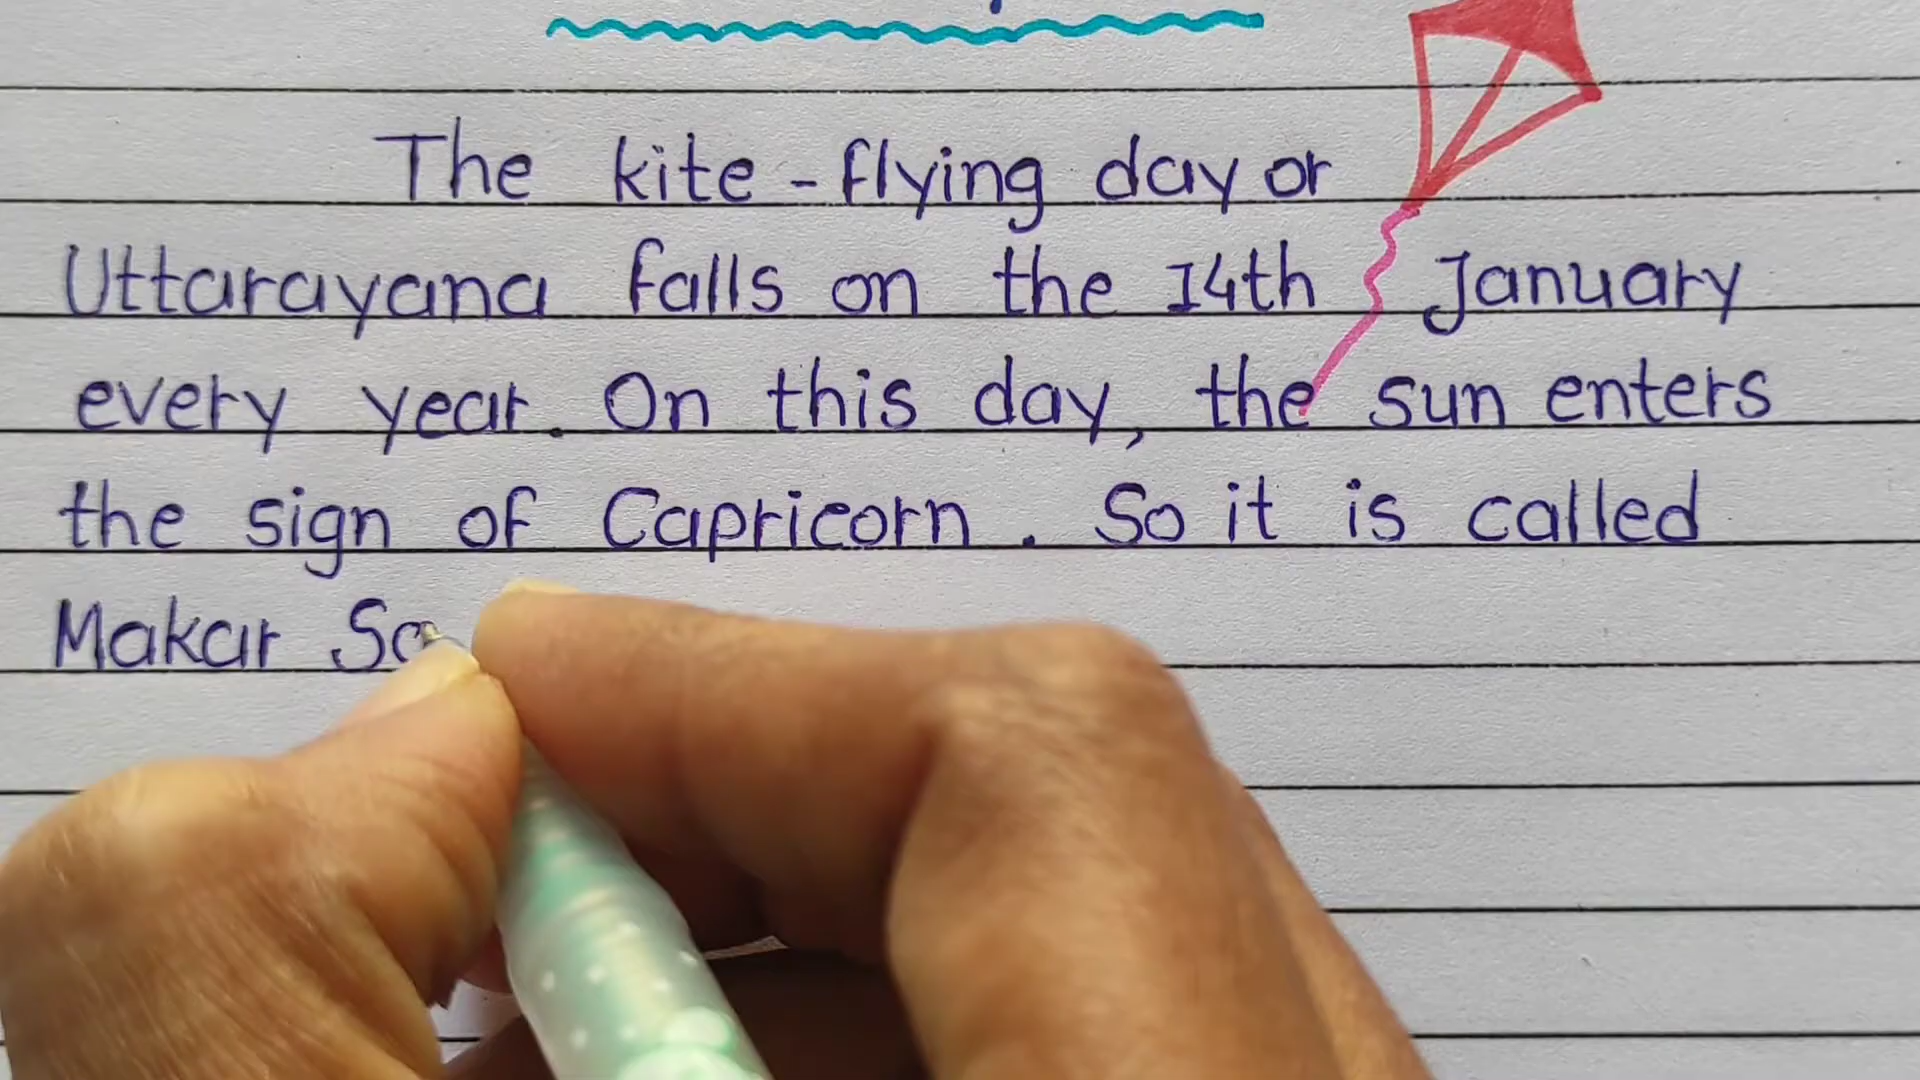 The kite-flying day or
Uttarayana falls on the 14th January
every year. On this day, the sun enters
the sign of Capricorn. So it is called
Makar